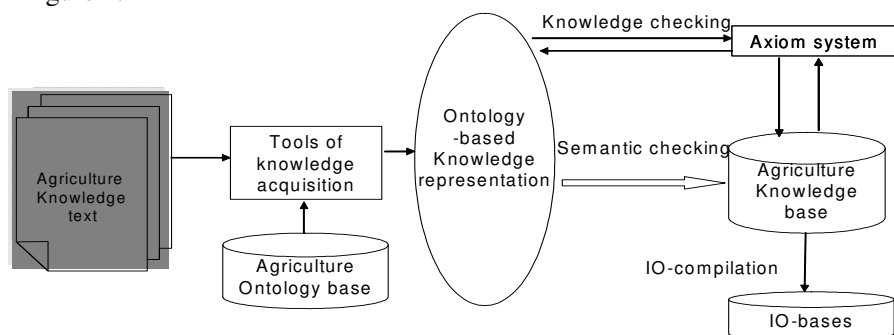 Knowledge checking
Axiom system
Agriculture
Knowledge
text
Tools of
knowledge
acquisition
Ontology
-based
Knowledge
representation
Semantic checking
Agriculture
Knowledge
base
Agriculture
Ontology base
IO-compilation
IO-bases